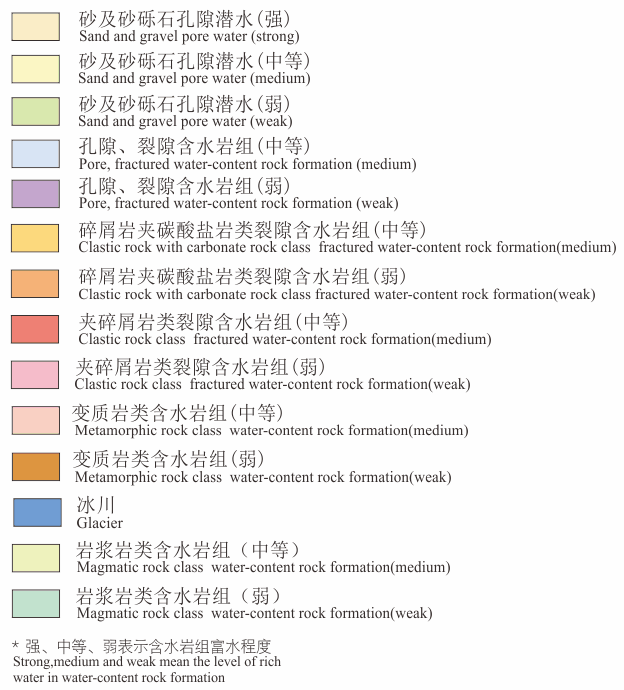 砂及砂砾石孔隙潜水(强)
Sand and gravel pore water (strong)
砂及砂砾石孔隙潜水(中等)
Sand and gravel pore water (medium)
砂及砂砾石孔隙潜水(弱)
Sand and gravel pore water (weak)
孔隙、裂隙含水岩组(中等)
Pore, fractured water-content rock formation (medium)
孔隙、裂隙含水岩组(弱)
Pore, fractured water-content rock formation (weak)
碎屑岩夹碳酸盐岩类裂隙含水岩组(中等)
Clastic rock with carbonate rock class fractured water-content rock formation(medium)
碎屑岩夹碳酸盐岩类裂隙含水岩组(弱)
Clastic rock with carbonate rock class fractured water-content rock formation(weak)
夹碎屑岩类裂隙含水岩组(中等)
Clastic rock class fractured water-content rock formation(medium)
夹碎屑岩类裂隙含水岩组(弱)
Clastic rock class fractured water-content rock formation(weak)
变质岩类含水岩组(中等)
Metamorphic rock class water-content rock formation(medium)
变质岩类含水岩组(弱)
Metamorphic rock class water-content rock formation(weak)
冰川
Glacier
岩浆岩类含水岩组（中等）
Magmatic rock class water-content rock formation(medium)
岩浆岩类含水岩组（弱）
Magmatic rock class water-content rock formation(weak)
* 强、中等、弱表示含水岩组富水程度
Strong,medium and weak mean the level of rich
water in water-content rock formation